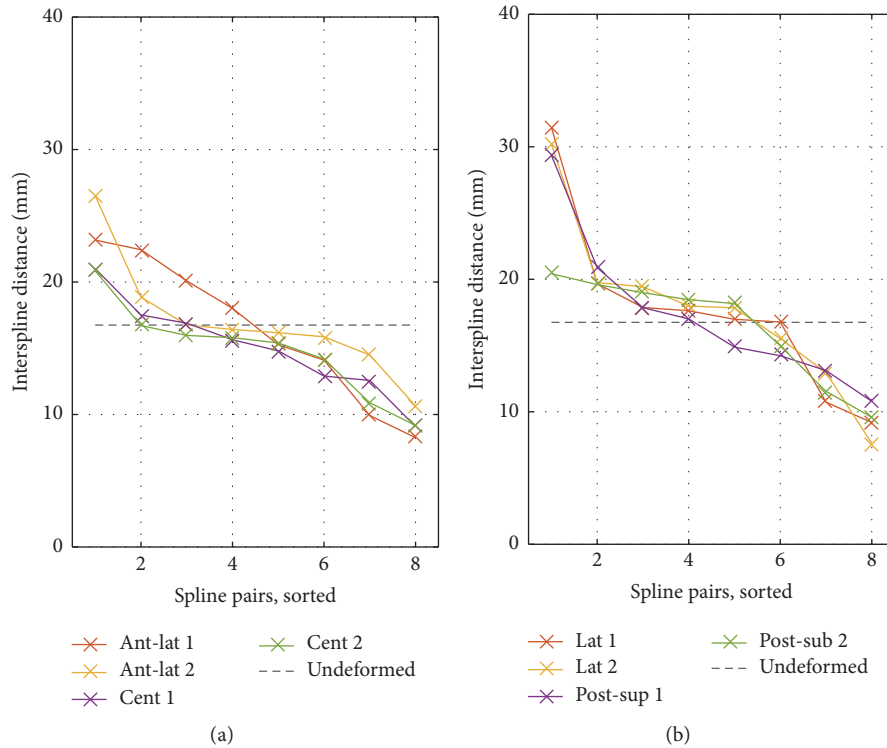 40
30
20
10
0
Interspline distance (mm)
2 4 6 8
Spline pairs, sorted
Ant-lat 1
Ant-lat 2
Cent 1
Cent 2
Undeformed
(a)
40
30
20
10
0
Interspline distance (mm)
2 4 6 8
Spline pairs, sorted
Lat 1
Lat 2
Post-sup 1
Post-sub 2
Undeformed
(b)